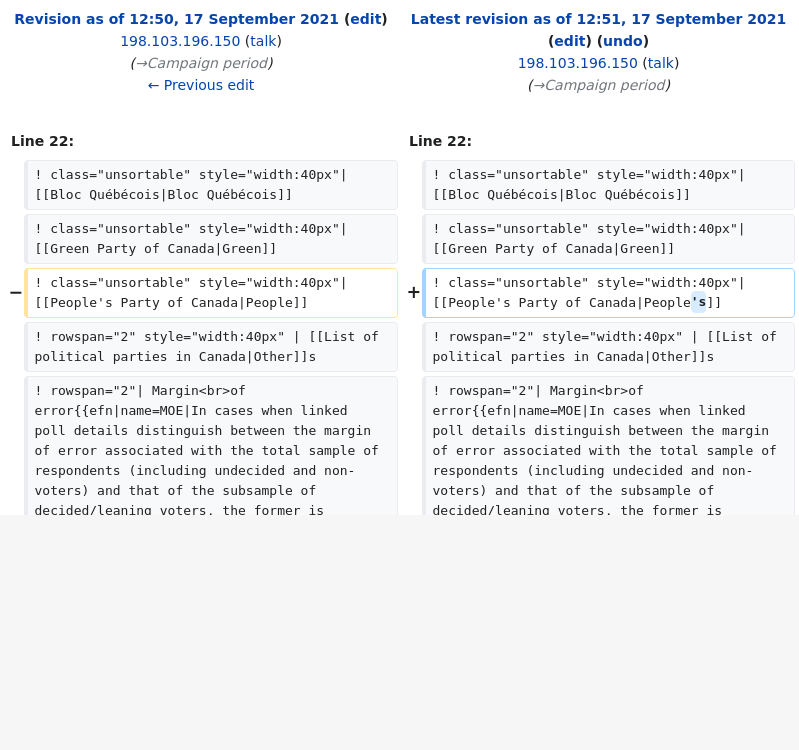 Revision as of 12:50, 17 September 2021 (edit)
198.103.196.150 (talk)
(→Campaign period)
← Previous edit
Latest revision as of 12:51, 17 September 2021
(edit) (undo)
198.103.196.150 (talk)
(→Campaign period)
Line 22:
Line 22:
! class="unsortable" style="width:40px"|
[[Bloc Québécois|Bloc Québécois]]
! class="unsortable" style="width:40px"|
[[Bloc Québécois|Bloc Québécois]]
! class="unsortable" style="width:40px"|
[[Green Party of Canada|Green]]
! class="unsortable" style="width:40px"|
[[Green Party of Canada|Green]]
− ! class="unsortable" style="width:40px"|
[[People's Party of Canada|People]]
+ ! class="unsortable" style="width:40px"|
[[People's Party of Canada|People's]]
! rowspan="2" style="width:40px" | [[List of
political parties in Canada|Other]]s
! rowspan="2" style="width:40px" | [[List of
political parties in Canada|Other]]s
! rowspan="2"| Margin<br>of
error{{efn|name=MOE|In cases when linked
poll details distinguish between the margin
of error associated with the total sample of
respondents (including undecided and non-
voters) and that of the subsample of
decided/leaning voters, the former is
! rowspan="2"| Margin<br>of
error{{efn|name=MOE|In cases when linked
poll details distinguish between the margin
of error associated with the total sample of
respondents (including undecided and non-
voters) and that of the subsample of
decided/leaning voters, the former is